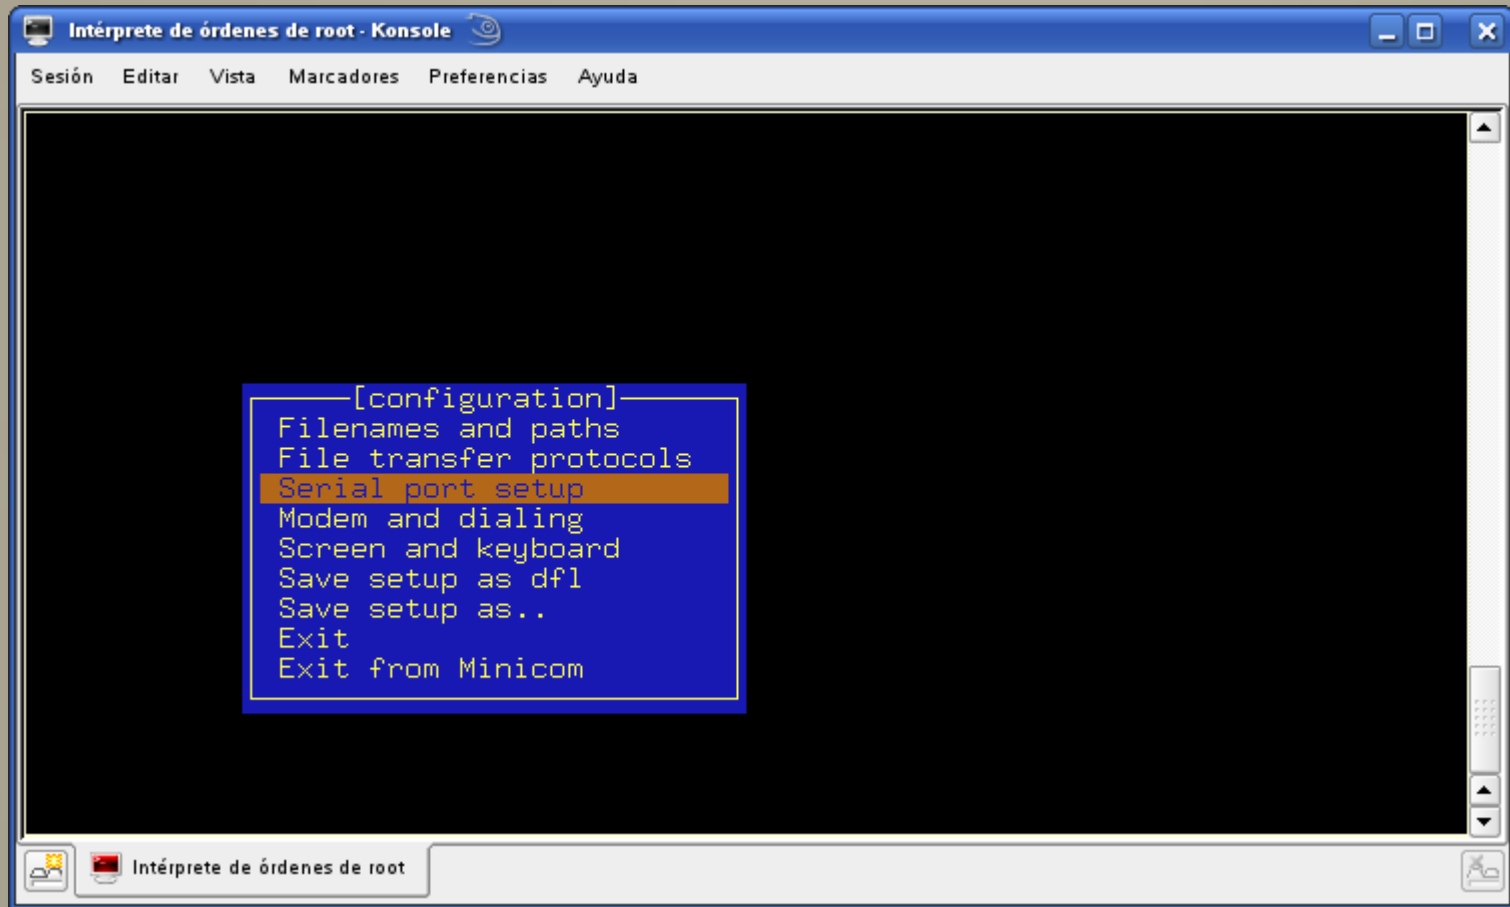 Intérprete de órdenes de root - Konsole
Sesión Editar Vista Marcadores Preferencias Ayuda
[configuration]
Filenames and paths
File transfer protocols
Serial port setup
Modem and dialing
Screen and keyboard
Save setup as dfl
Save setup as..
Exit
Exit from Minicom
Intérprete de órdenes de root